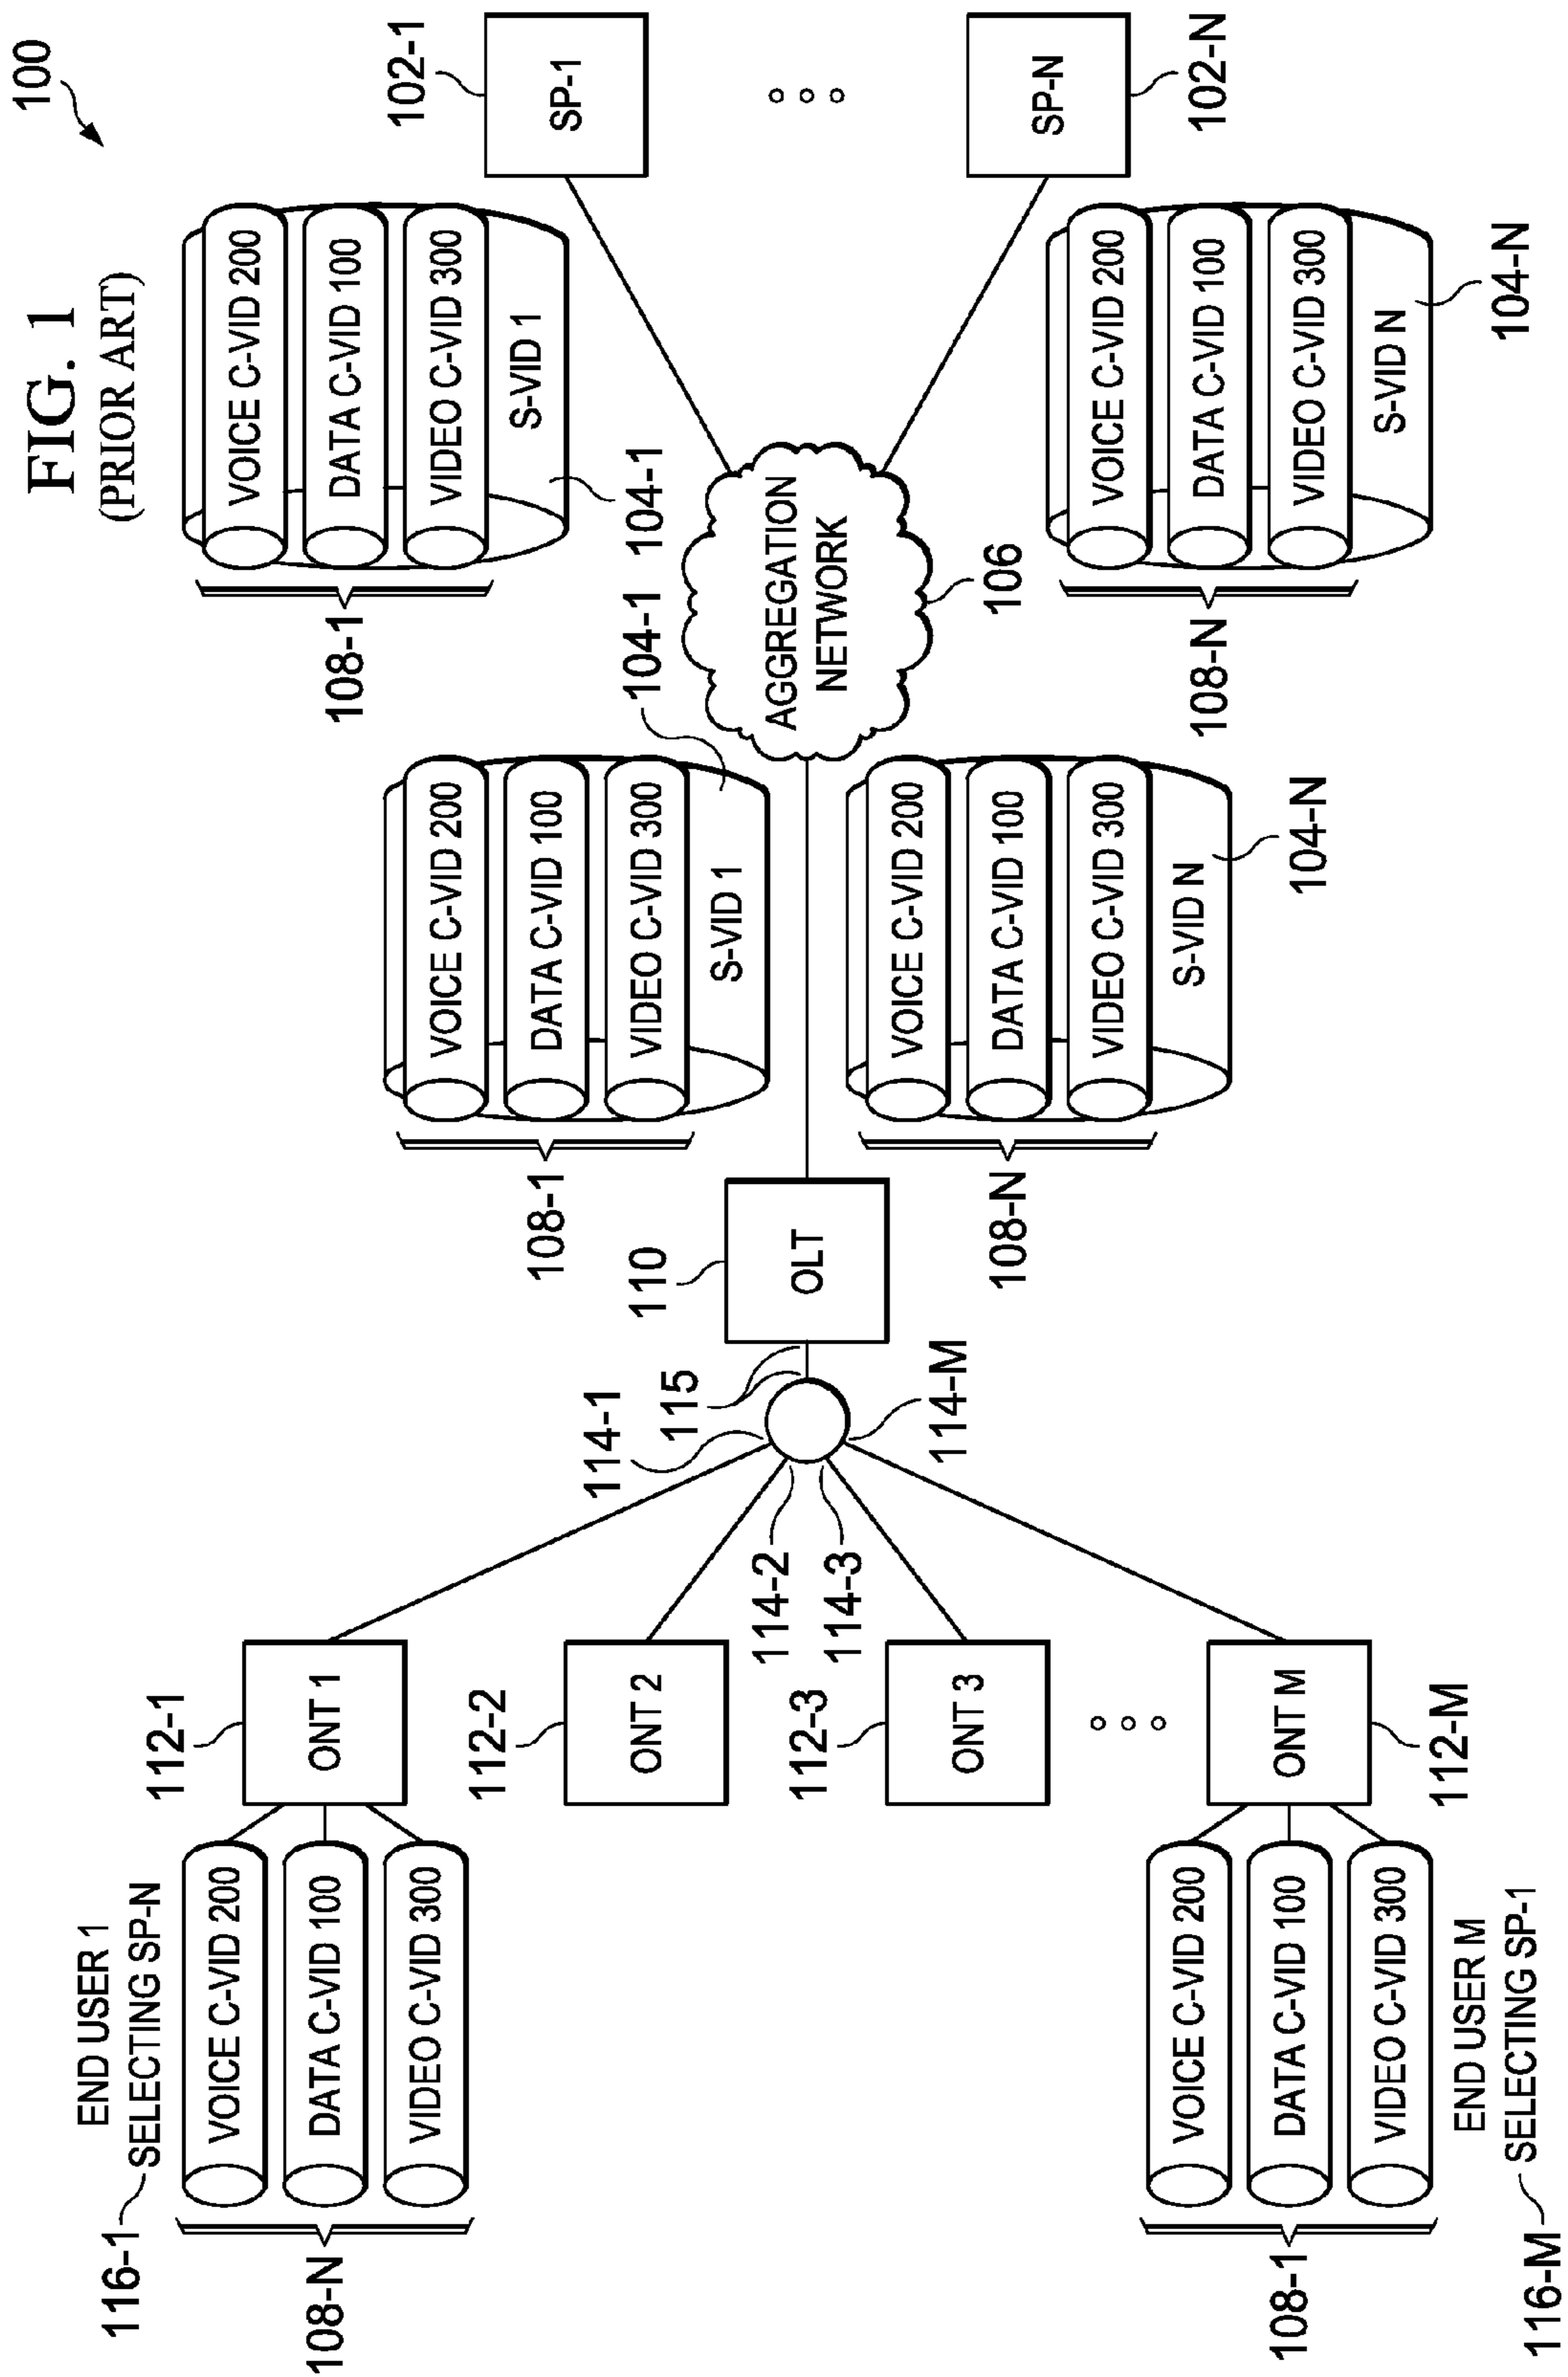 FIG. 1
(PRIOR ART)
100
116-1
END USER 1
SELECTING SP-N
VOICE C-VID 200
DATA C-VID 100
VIDEO C-VID 300
108-N
112-1
ONT 1
112-2
ONT 2
112-3
ONT 3
ONT M
112-M
VOICE C-VID 200
DATA C-VID 100
VIDEO C-VID 300
108-1
END USER M
SELECTING SP-1
116-M
114-1
114-2
114-3
114-M
115
110
OLT
108-1
VOICE C-VID 200
DATA C-VID 100
VIDEO C-VID 300
S-VID 1
104-1
108-N
VOICE C-VID 200
DATA C-VID 100
VIDEO C-VID 300
S-VID N
104-N
AGGREGATION
NETWORK
106
108-1
VOICE C-VID 200
DATA C-VID 100
VIDEO C-VID 300
S-VID 1
104-1
108-N
VOICE C-VID 200
DATA C-VID 100
VIDEO C-VID 300
S-VID N
104-N
102-1
SP-1
SP-N
102-N